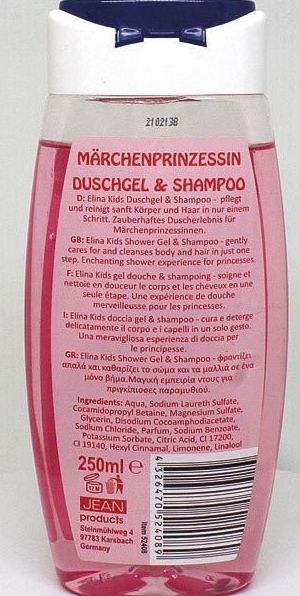 2102138
MÄRCHENPRINZESSIN
DUSCHGEL & SHAMPOO
D: Elina Kids Duschgel & Shampoo - pflegt
und reinigt sanft Körper und Haar in nur einem
Schritt. Zauberhaftes Duscherlebnis für
Märchenprinzessinnen.
GB: Elina Kids Shower Gel & Shampoo - gently
cares for and cleanses body and hair in just one
step. Enchanting shower experience for princesses.
F: Elina Kids gel douche & shampoing - soigne et
nettoie en douceur le corps et les cheveux en une
seule étape. Une expérience de douche
merveilleusse pour les princesses.
I: Elina Kids doccia gel & shampoo - cura e deterge
delicatamente il corpo e i capelli in un solo gesto.
Una meravigliosa esperienza di doccia per
le principesse.
GR: Elina Kids Shower Gel & Shampoo - φροντίζει
απαλά και καθαρίζει το σώμα και τα μαλλιά σε ένα
μόνο βήμα.Μαγική εμπειρία ντους για
πριγκίπισσες παραμυθιού.
Ingredients: Aqua, Sodium Laureth Sulfate,
Cocamidopropyl Betaine, Magnesium Sulfate,
Glycerin, Disodium Cocoamphodiacetate,
Sodium Chloride, Parfum, Sodium Benzoate,
Potassium Sorbate, Citric Acid, CI 17200,
CI 19140, Hexyl Cinnamal, Limonene, Linalool
250ml e
12 M
JEAN
products
Steinmühlweg 4
97783 Karsbach
Germany
Item 52408
4326470524089